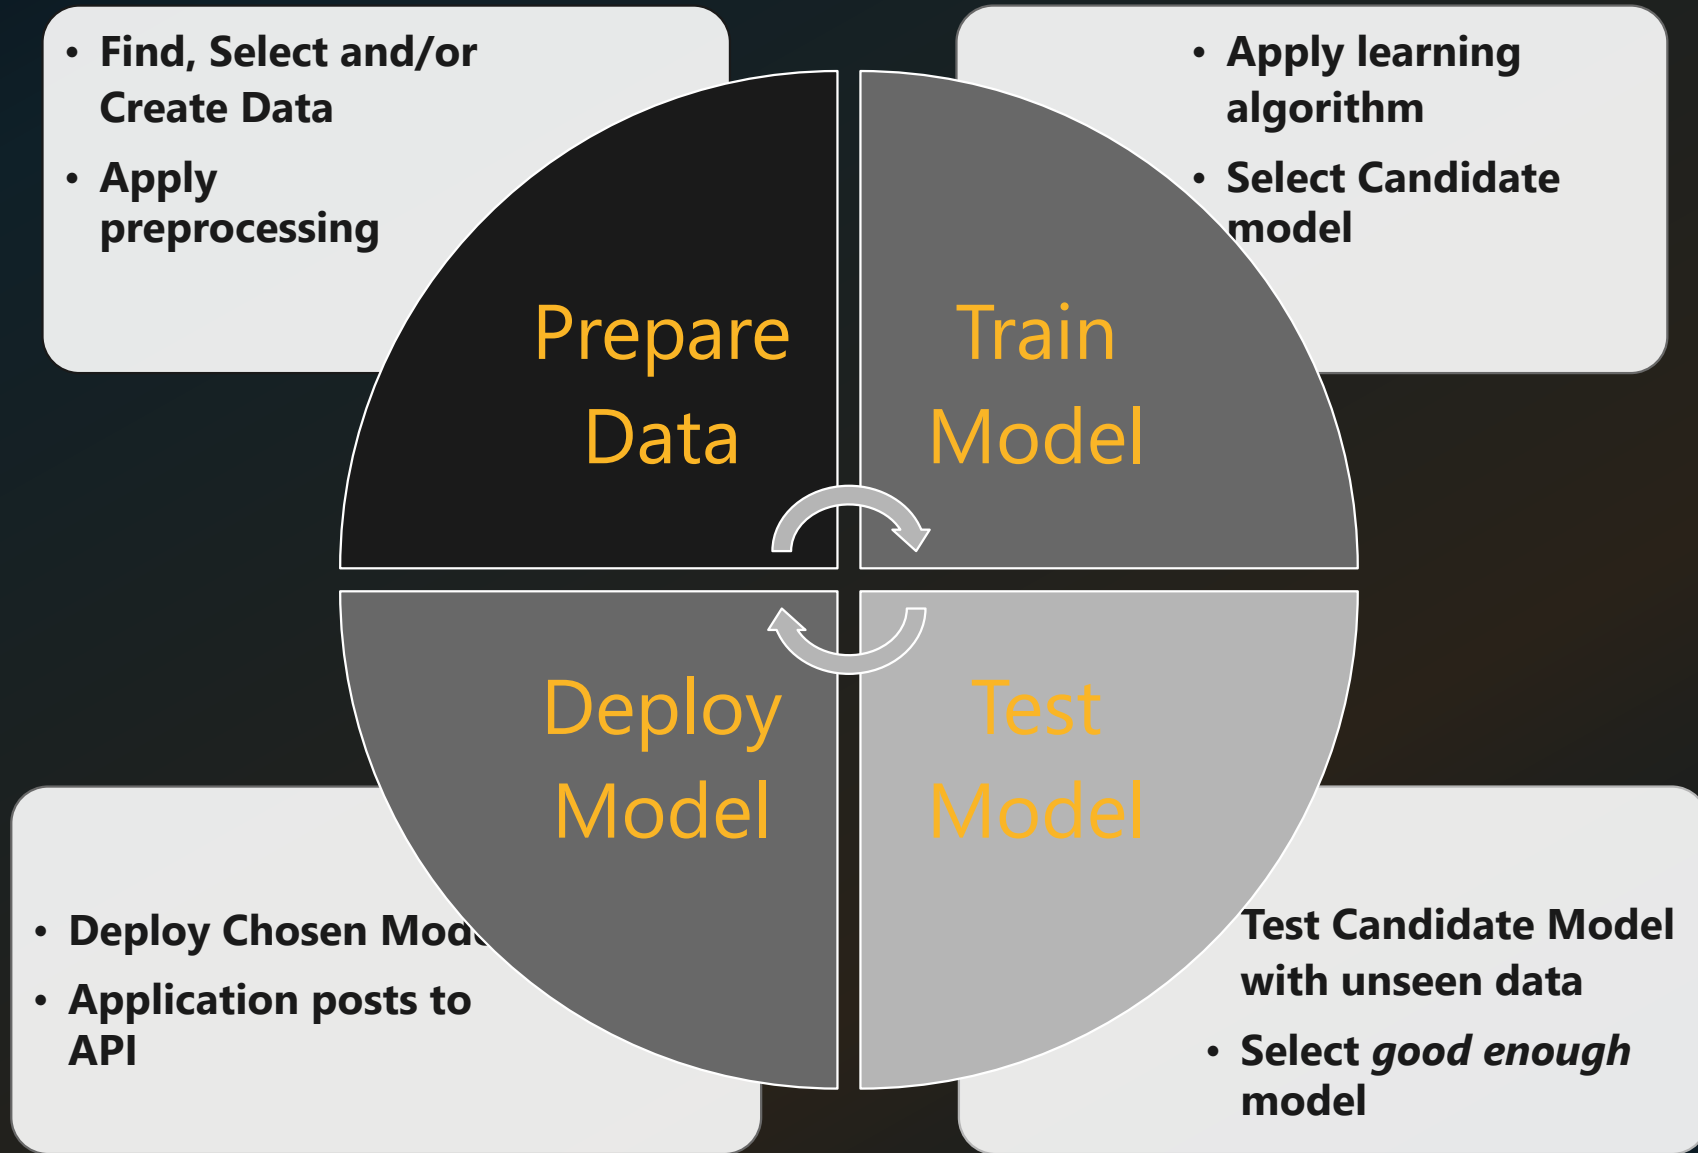 • Find, Select and/or
Create Data
• Apply
preprocessing
• Apply learning
algorithm
• Select Candidate
model
Prepare
Data
Train
Model
Deploy
Model
Test
Model
• Deploy Chosen
• Application posts to
API
Test Candidate Model
with unseen data
• Select good enough
model